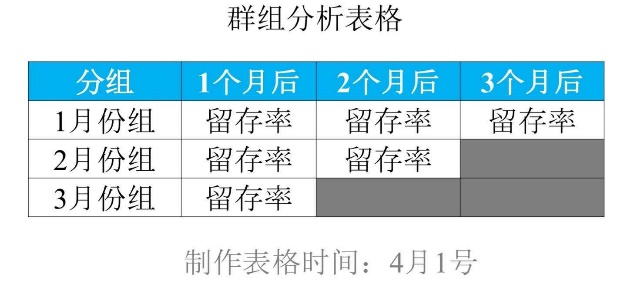 群组分析表格
分组 1个月后 2个月后 3个月后
1月份组 留存率 留存率 留存率
2月份组 留存率 留存率
3月份组 留存率
制作表格时间：4月1号